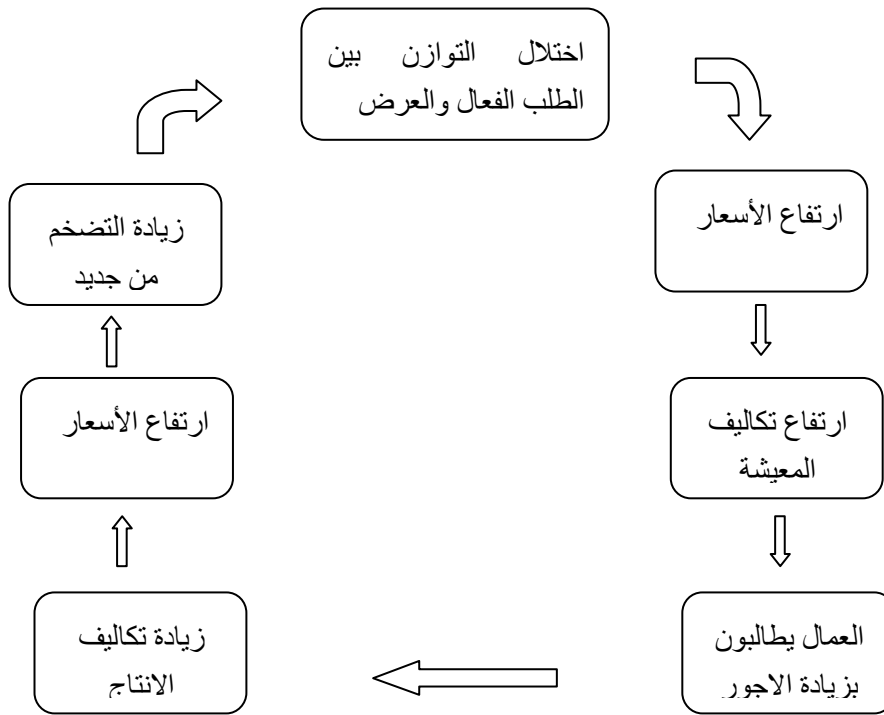 اختلال التوازن بين
الطلب الفعال والعرض
ارتفاع الأسعار
ارتفاع تكاليف
المعيشة
العمال يطالبون
بزيادة الاجور
زيادة تكاليف
الانتاج
ارتفاع الأسعار
زيادة التضخم
من جديد